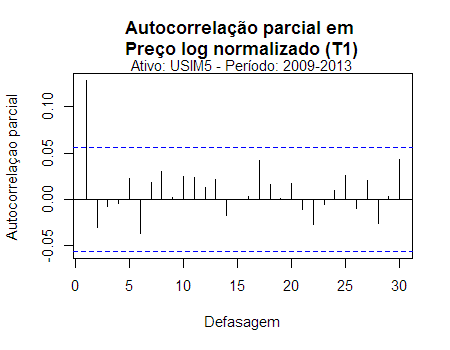 Autocorrelação parcial em
Preço log normalizado (T1)
Ativo: USIM5 - Período: 2009-2013
Autocorrelaçao parcial
0.10
0.05
0.00
-0.05
0 5 10 15 20 25 30
Defasagem